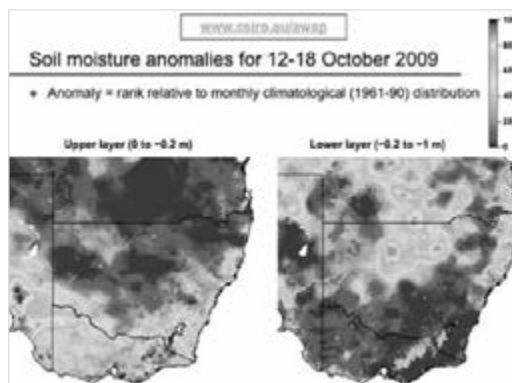 www.csiro.au/awap
Soil moisture anomalies for 12-18 October 2009
Anomaly = rank relative to monthly climatological (1961-90) distribution
Upper layer (0 to −0.2 m)
Lower layer (−0.2 to −1 m)